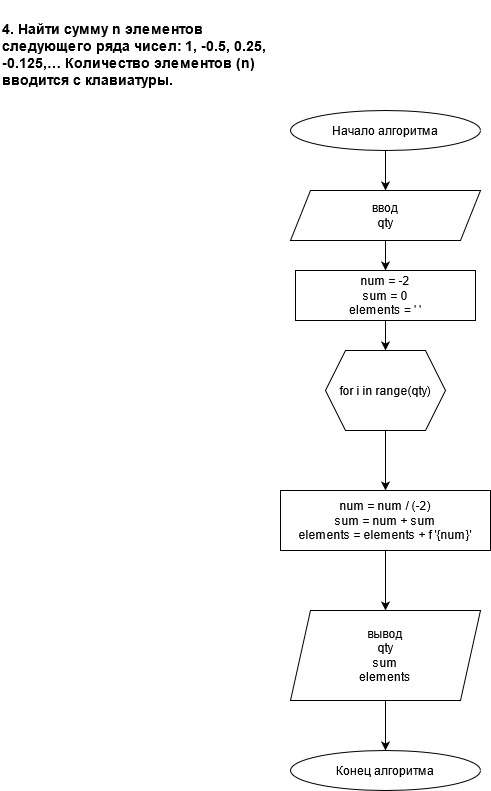 4. Найти сумму n элементов
следующего ряда чисел: 1, -0.5, 0.25,
-0.125,… Количество элементов (n)
вводится с клавиатуры.
Начало алгоритма
ввод
qty
num = -2
sum = 0
elements = ' '
for i in range(qty)
num = num / (-2)
sum = num + sum
elements = elements + f '{num}'
вывод
qty
sum
elements
Конец алгоритма